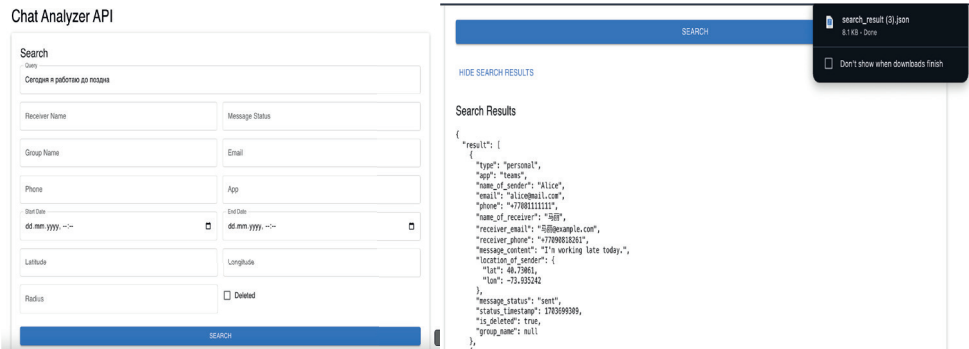 Chat Analyzer API
Search
Query
Сегодня я работаю до поздна
Receiver Name
Message Status
Group Name
Email
Phone
App
Start Date
dd.mm.yyyy. --:--
End Date
dd.mm.yyyy. --:--
Latitude
Longitude
Radius
Deleted
SEARCH
SEARCH
search_result (3).json
8.1 KB - Done
Don't show when downloads finish
HIDE SEARCH RESULTS
Search Results
{
"result": [
{
"type": "personal",
"app": "teams",
"name_of_sender": "Alice",
"email": "alice@mail.com",
"phone": "+77081111111",
"name_of_receiver": "马丽",
"receiver_email": "马丽@example.com",
"receiver_phone": "+77090818261",
"message_content": "I'm working late today.",
"location_of_sender": {
"lat": 40.73061,
"lon": -73.935242
},
"message_status": "sent",
"status_timestamp": 1703699309,
"is_deleted": true,
"group_name": null
},